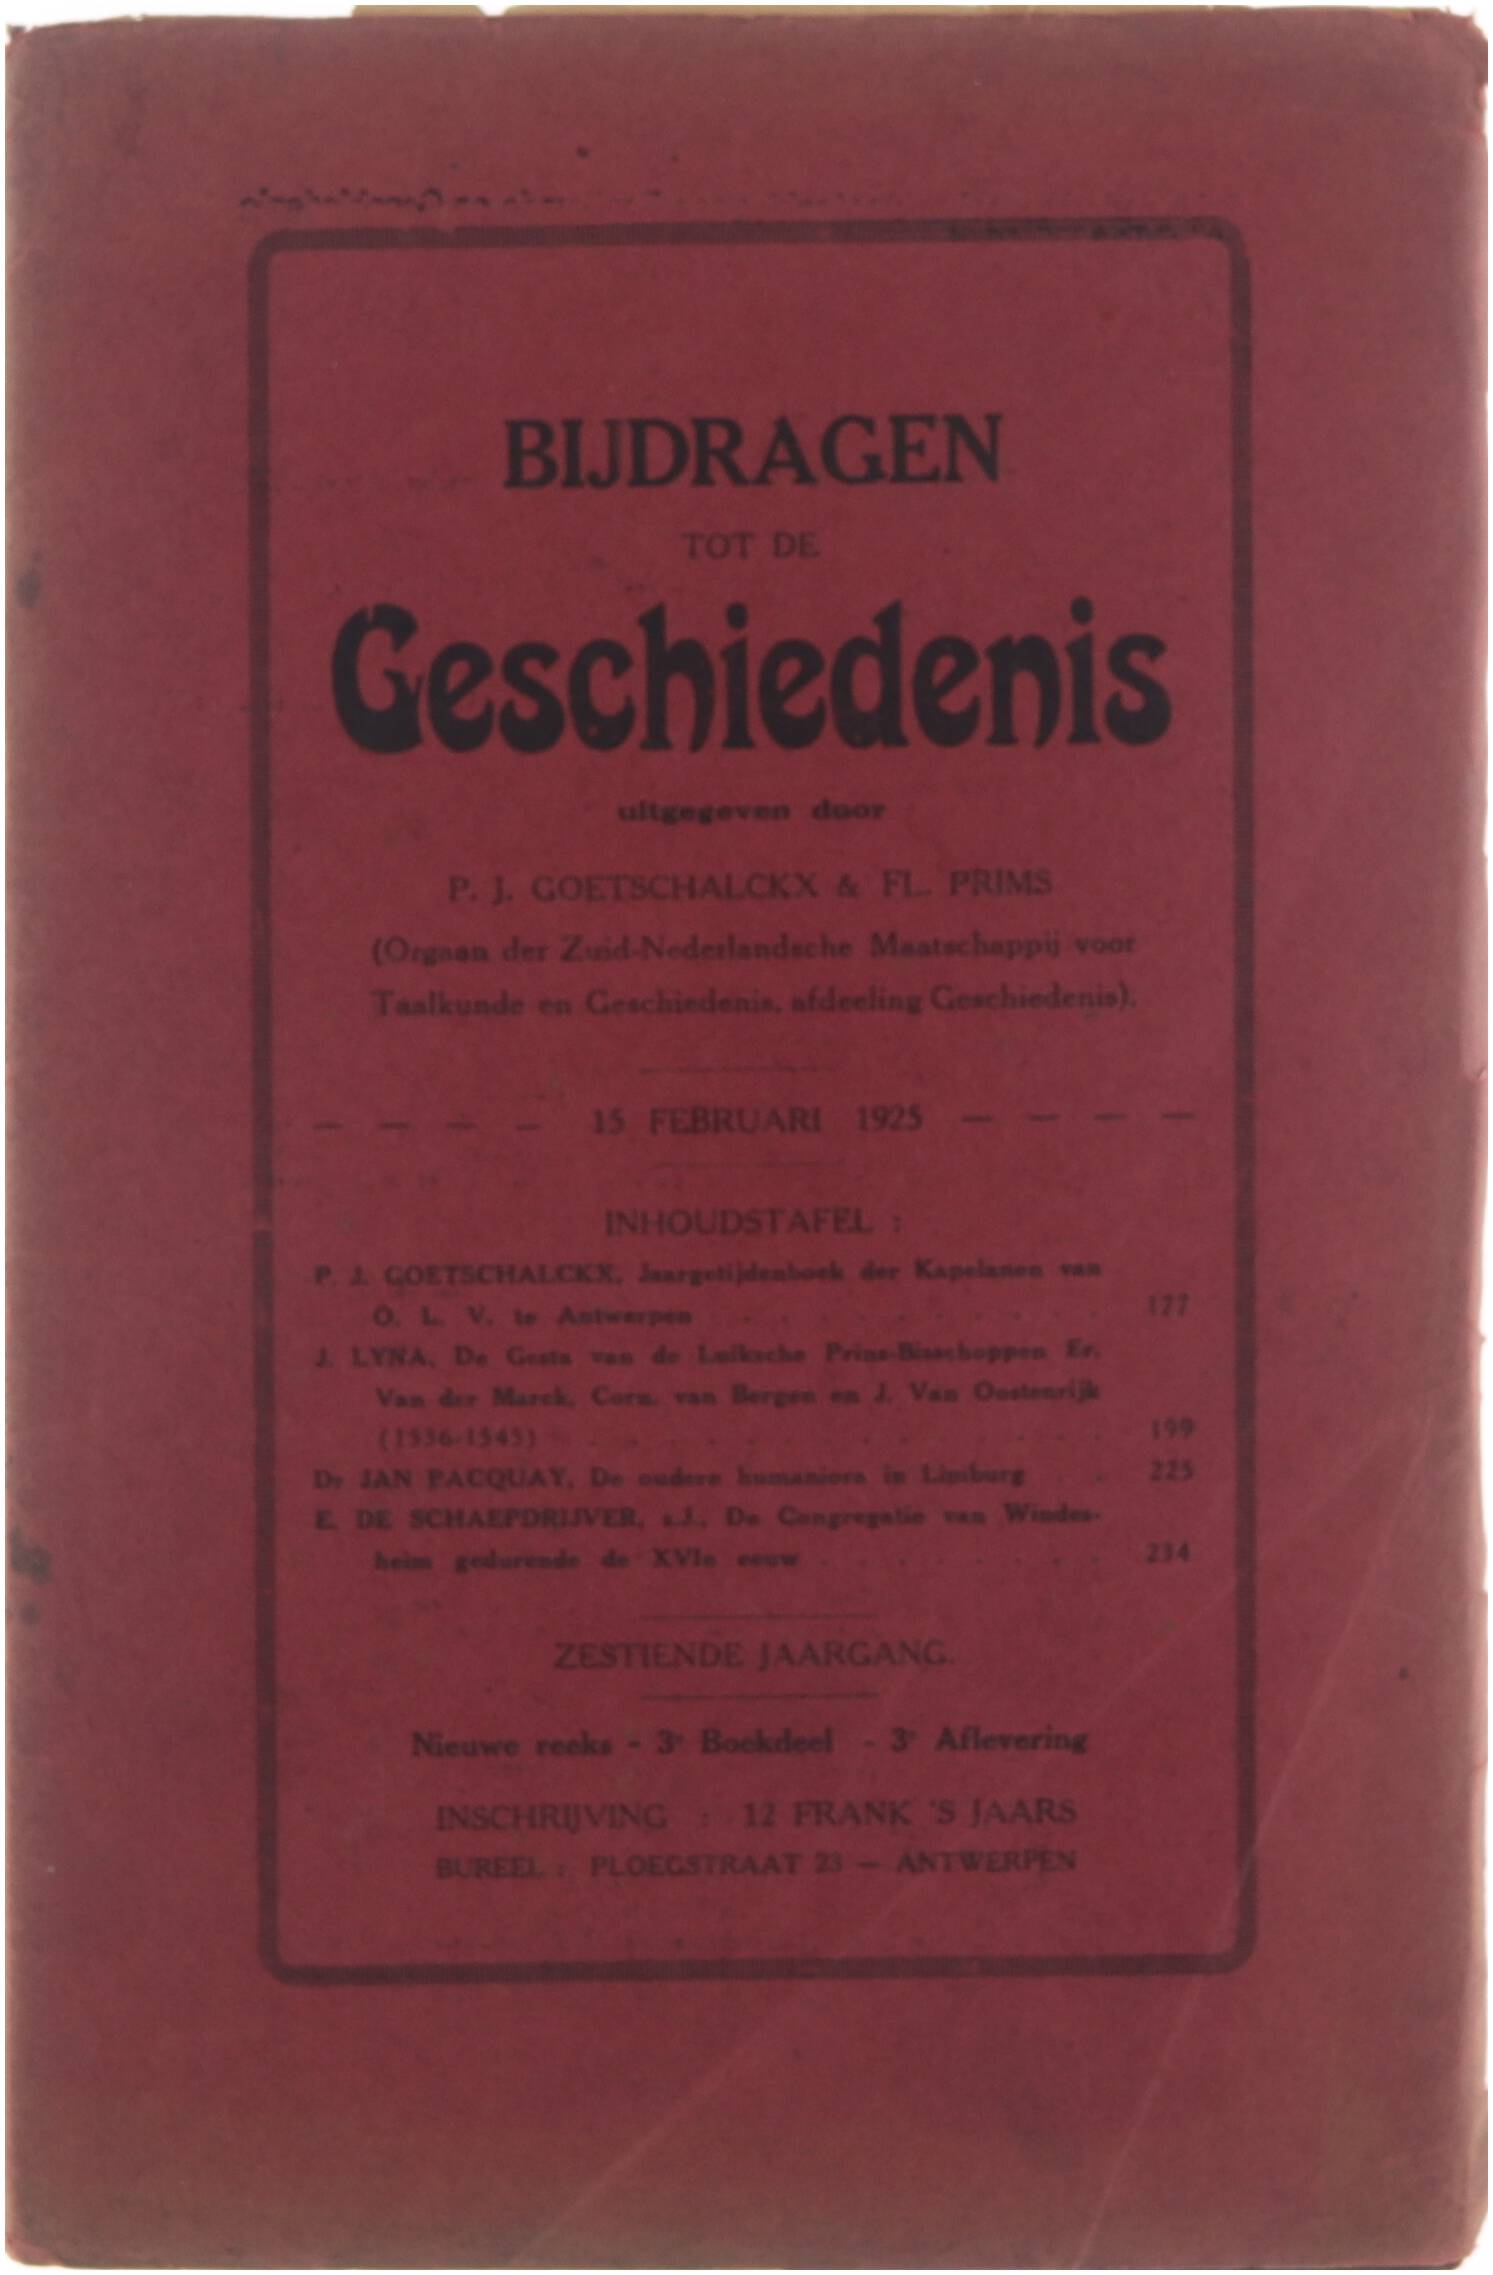 BIJDRAGEN
TOT DE
Geschiedenis
uitgegeven door
P. J. GOETSCHALCKX & FL. PRIMS
(Orgaan der Zuid-Nederlandsche Maatschappij voor
Taalkunde en Geschiedenis, afdeeling Geschiedenis).
— — — — 15 FEBRUARI 1925 — — — —
INHOUDSTAFEL :
P. J. GOETSCHALCKX, Jaargetijdenboek der Kapelanen van
O. L. V. te Antwerpen . . . . . . . . . . 177
J. LYNA, De Gesta van de Luiksche Prins-Bisschoppen Er.
Van der Marck, Corn. van Bergen en J. Van Oostenrijk
(1536-1545) . . . . . . . . . . . . . 199
Dr JAN PACQUAY, De oudere humaniora in Limburg . . 225
E. DE SCHAEPDRIJVER, s.J., De Congregatie van Windes-
heim gedurende de XVIe eeuw . . . . . . . . 234
ZESTIENDE JAARGANG.
Nieuwe reeks - 3e Boekdeel - 3e Aflevering
INSCHRIJVING : 12 FRANK 'S JAARS
BUREEL : PLOEGSTRAAT 23 — ANTWERPEN